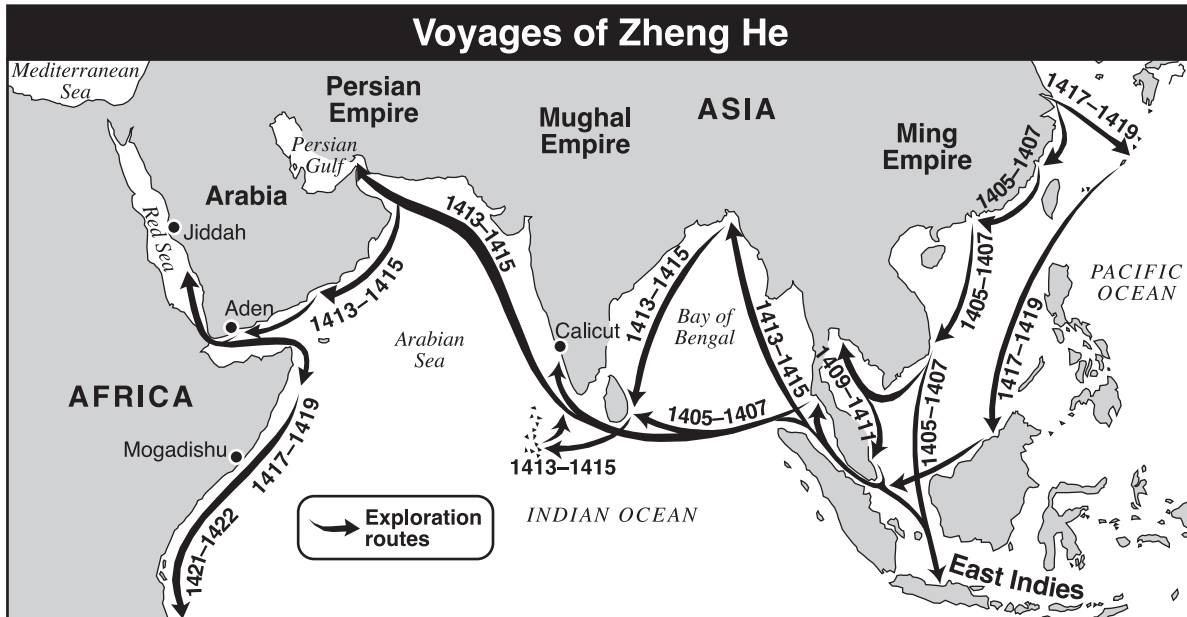 Voyages of Zheng He
Mediterranean
Sea
Persian
Empire
Mughal
Empire
ASIA
Ming
Empire
1417–1419
1405–1407
Persian
Gulf
Arabia
Red Sea
Jiddah
1413–1415
1413–1415
1413–1415
1405–1407
PACIFIC
OCEAN
Aden
Arabian
Sea
Calicut
Bay of
Bengal
1413–1415
1409–1411
1405–1407
1417–1419
AFRICA
1417–1419
Mogadishu
1405–1407
1413–1415
1421–1422
Exploration
routes
INDIAN OCEAN
East Indies